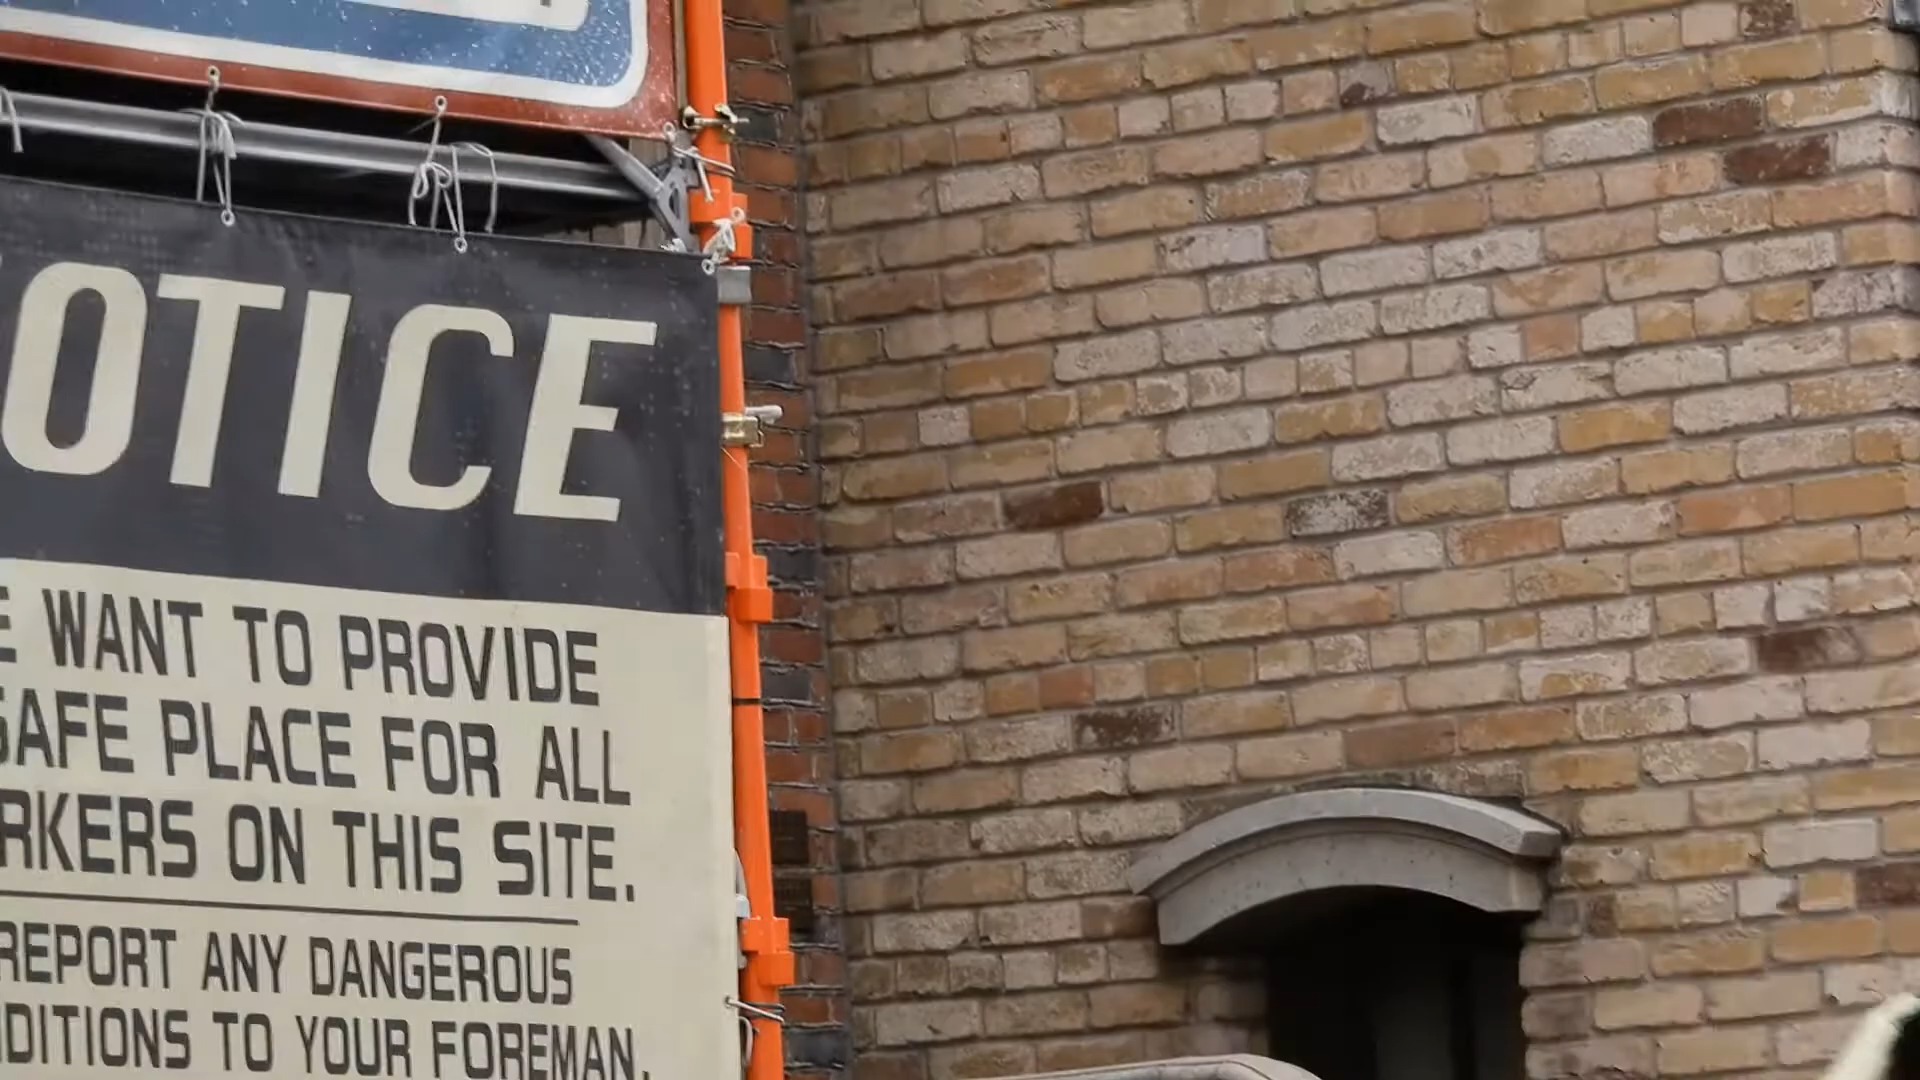 OTICE
E WANT TO PROVIDE
SAFE PLACE FOR ALL
RKERS ON THIS SITE.
REPORT ANY DANGEROUS
DITIONS TO YOUR FOREMAN.